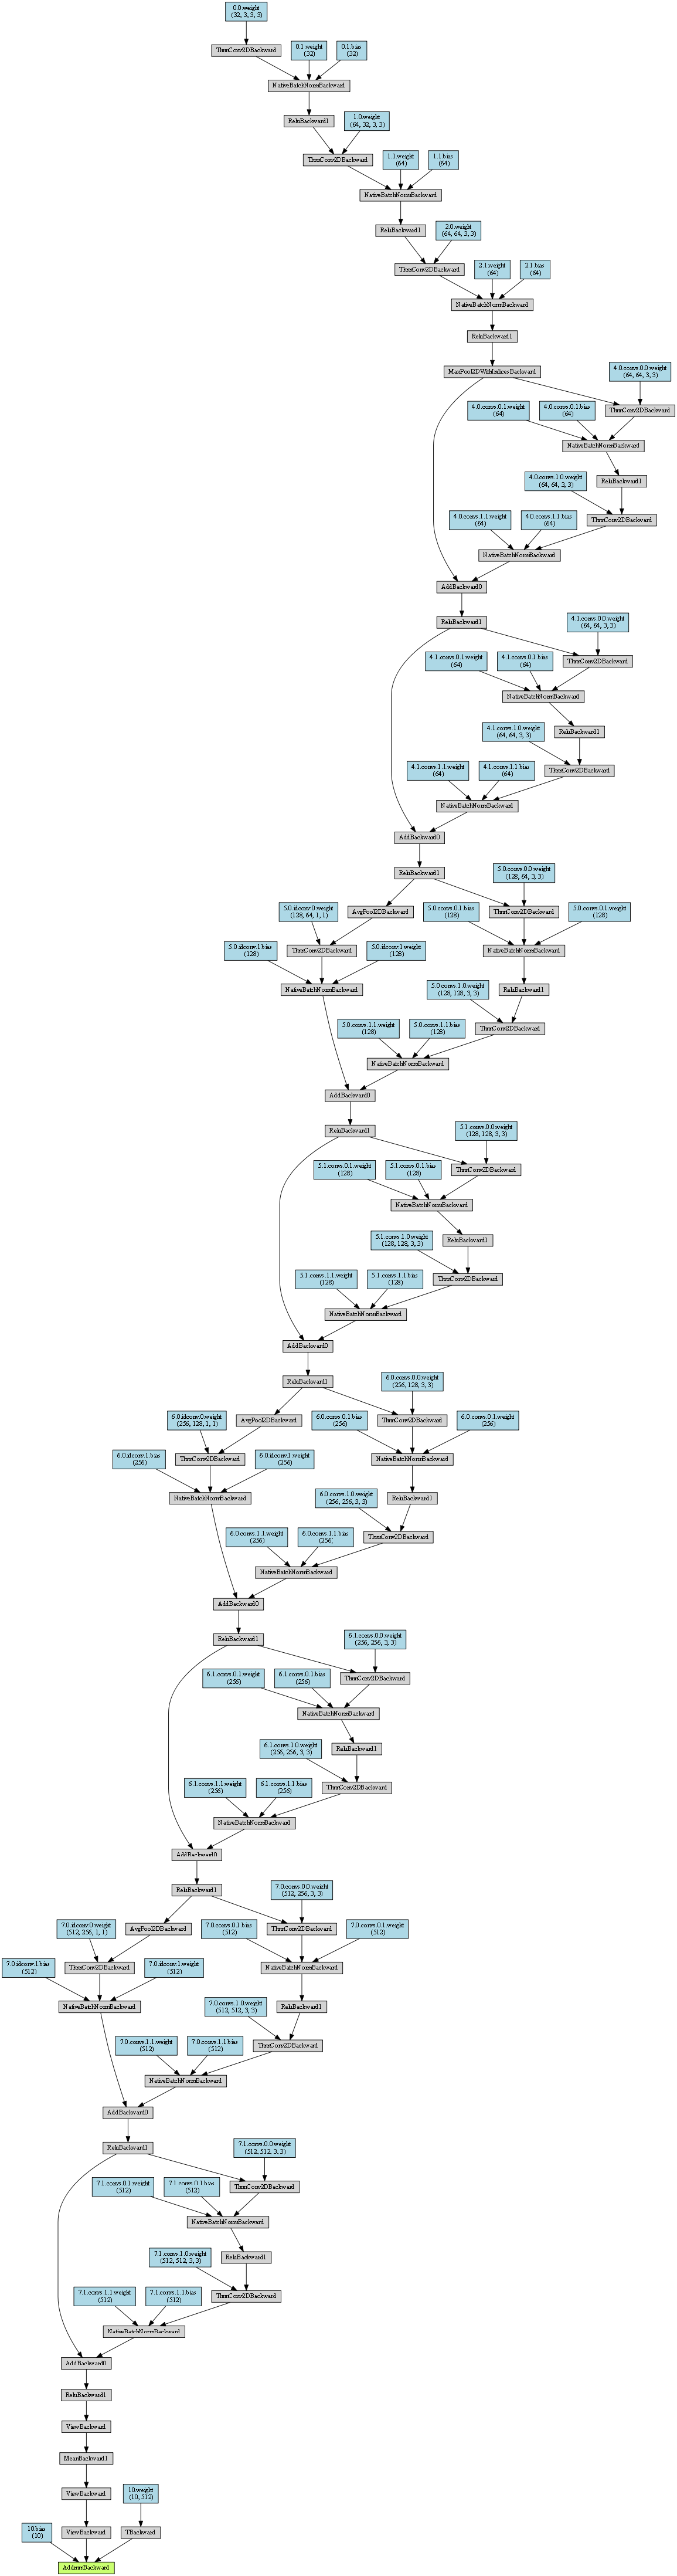 0.0.weight
(32, 3, 3, 3)
ThnnConv2DBackward
0.1.weight
(32)
0.1.bias
(32)
NativeBatchNormBackward
ReluBackward1
1.0.weight
(64, 32, 3, 3)
ThnnConv2DBackward
1.1.weight
(64)
1.1.bias
(64)
NativeBatchNormBackward
ReluBackward1
2.0.weight
(64, 64, 3, 3)
ThnnConv2DBackward
2.1.weight
(64)
2.1.bias
(64)
NativeBatchNormBackward
ReluBackward1
MaxPool2DWithIndicesBackward
4.0.convs.0.0.weight
(64, 64, 3, 3)
ThnnConv2DBackward
4.0.convs.0.1.weight
(64)
4.0.convs.0.1.bias
(64)
NativeBatchNormBackward
ReluBackward1
4.0.convs.1.0.weight
(64, 64, 3, 3)
ThnnConv2DBackward
4.0.convs.1.1.weight
(64)
4.0.convs.1.1.bias
(64)
NativeBatchNormBackward
AddBackward0
ReluBackward1
4.1.convs.0.0.weight
(64, 64, 3, 3)
ThnnConv2DBackward
4.1.convs.0.1.weight
(64)
4.1.convs.0.1.bias
(64)
NativeBatchNormBackward
ReluBackward1
4.1.convs.1.0.weight
(64, 64, 3, 3)
ThnnConv2DBackward
4.1.convs.1.1.weight
(64)
4.1.convs.1.1.bias
(64)
NativeBatchNormBackward
AddBackward0
ReluBackward1
5.0.convs.0.0.weight
(128, 64, 3, 3)
5.0.idconv.0.weight
(128, 64, 1, 1)
AvgPool2DBackward
5.0.convs.0.1.bias
(128)
ThnnConv2DBackward
5.0.convs.0.1.weight
(128)
5.0.idconv.1.bias
(128)
ThnnConv2DBackward
5.0.idconv.1.weight
(128)
NativeBatchNormBackward
NativeBatchNormBackward
5.0.convs.1.0.weight
(128, 128, 3, 3)
ReluBackward1
5.0.convs.1.1.weight
(128)
5.0.convs.1.1.bias
(128)
ThnnConv2DBackward
NativeBatchNormBackward
AddBackward0
ReluBackward1
5.1.convs.0.0.weight
(128, 128, 3, 3)
ThnnConv2DBackward
5.1.convs.0.1.weight
(128)
5.1.convs.0.1.bias
(128)
NativeBatchNormBackward
ReluBackward1
5.1.convs.1.0.weight
(128, 128, 3, 3)
ThnnConv2DBackward
5.1.convs.1.1.weight
(128)
5.1.convs.1.1.bias
(128)
NativeBatchNormBackward
AddBackward0
ReluBackward1
6.0.convs.0.0.weight
(256, 128, 3, 3)
6.0.idconv.0.weight
(256, 128, 1, 1)
AvgPool2DBackward
6.0.convs.0.1.bias
(256)
ThnnConv2DBackward
6.0.convs.0.1.weight
(256)
6.0.idconv.1.bias
(256)
ThnnConv2DBackward
6.0.idconv.1.weight
(256)
NativeBatchNormBackward
NativeBatchNormBackward
6.0.convs.1.0.weight
(256, 256, 3, 3)
ReluBackward1
6.0.convs.1.1.weight
(256)
6.0.convs.1.1.bias
(256)
ThnnConv2DBackward
NativeBatchNormBackward
AddBackward0
ReluBackward1
6.1.convs.0.0.weight
(256, 256, 3, 3)
ThnnConv2DBackward
6.1.convs.0.1.weight
(256)
6.1.convs.0.1.bias
(256)
NativeBatchNormBackward
ReluBackward1
6.1.convs.1.0.weight
(256, 256, 3, 3)
ThnnConv2DBackward
6.1.convs.1.1.weight
(256)
6.1.convs.1.1.bias
(256)
NativeBatchNormBackward
AddBackward0
ReluBackward1
7.0.convs.0.0.weight
(512, 256, 3, 3)
7.0.idconv.0.weight
(512, 256, 1, 1)
AvgPool2DBackward
7.0.convs.0.1.bias
(512)
ThnnConv2DBackward
7.0.convs.0.1.weight
(512)
7.0.idconv.1.bias
(512)
ThnnConv2DBackward
7.0.idconv.1.weight
(512)
NativeBatchNormBackward
NativeBatchNormBackward
7.0.convs.1.0.weight
(512, 512, 3, 3)
ReluBackward1
7.0.convs.1.1.weight
(512)
7.0.convs.1.1.bias
(512)
ThnnConv2DBackward
NativeBatchNormBackward
AddBackward0
ReluBackward1
7.1.convs.0.0.weight
(512, 512, 3, 3)
ThnnConv2DBackward
7.1.convs.0.1.weight
(512)
7.1.convs.0.1.bias
(512)
NativeBatchNormBackward
ReluBackward1
7.1.convs.1.0.weight
(512, 512, 3, 3)
ThnnConv2DBackward
7.1.convs.1.1.weight
(512)
7.1.convs.1.1.bias
(512)
NativeBatchNormBackward
AddBackward0
ReluBackward1
ViewBackward
MeanBackward1
ViewBackward
10.weight
(10, 512)
10.bias
(10)
ViewBackward
TBackward
AddmmBackward